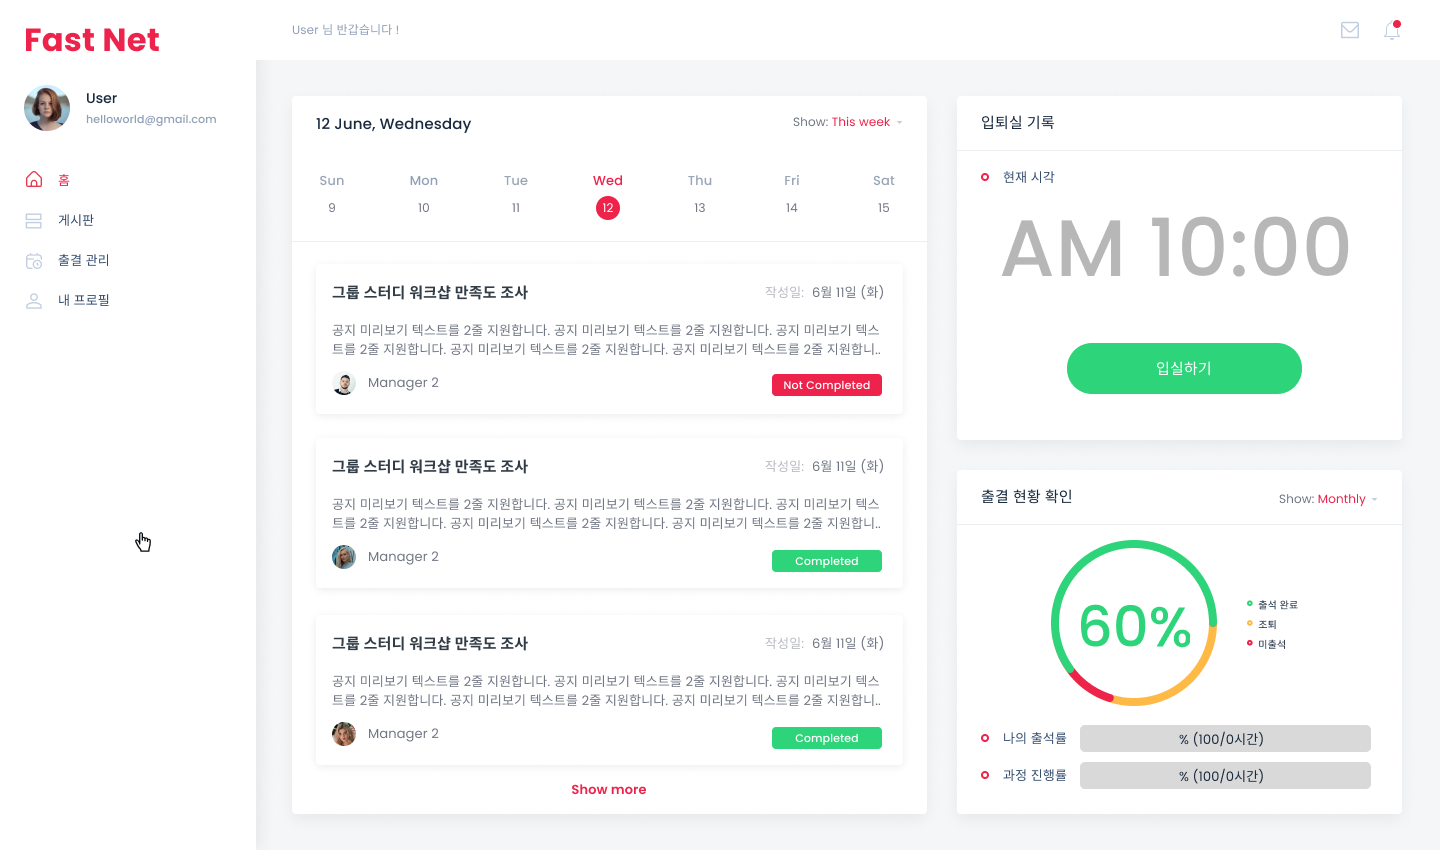 Fast Net
User
helloworld@gmail.com
홈
게시판
출결 관리
내 프로필
User 님 반갑습니다 !
12 June, Wednesday
Show: This week
Sun Mon Tue Wed Thu Fri Sat
9 10 11 12 13 14 15
그룹 스터디 워크샵 만족도 조사
작성일: 6월 11일 (화)
공지 미리보기 텍스트를 2줄 지원합니다. 공지 미리보기 텍스트를 2줄 지원합니다. 공지 미리보기 텍스
트를 2줄 지원합니다. 공지 미리보기 텍스트를 2줄 지원합니다. 공지 미리보기 텍스트를 2줄 지원합니..
Manager 2
Not Completed
그룹 스터디 워크샵 만족도 조사
작성일: 6월 11일 (화)
공지 미리보기 텍스트를 2줄 지원합니다. 공지 미리보기 텍스트를 2줄 지원합니다. 공지 미리보기 텍스
트를 2줄 지원합니다. 공지 미리보기 텍스트를 2줄 지원합니다. 공지 미리보기 텍스트를 2줄 지원합니..
Manager 2
Completed
그룹 스터디 워크샵 만족도 조사
작성일: 6월 11일 (화)
공지 미리보기 텍스트를 2줄 지원합니다. 공지 미리보기 텍스트를 2줄 지원합니다. 공지 미리보기 텍스
트를 2줄 지원합니다. 공지 미리보기 텍스트를 2줄 지원합니다. 공지 미리보기 텍스트를 2줄 지원합니..
Manager 2
Completed
Show more
입퇴실 기록
현재 시각
AM 10:00
입실하기
출결 현황 확인
Show: Monthly
60%
출석 완료
조퇴
미출석
나의 출석률
% (100/0시간)
과정 진행률
% (100/0시간)